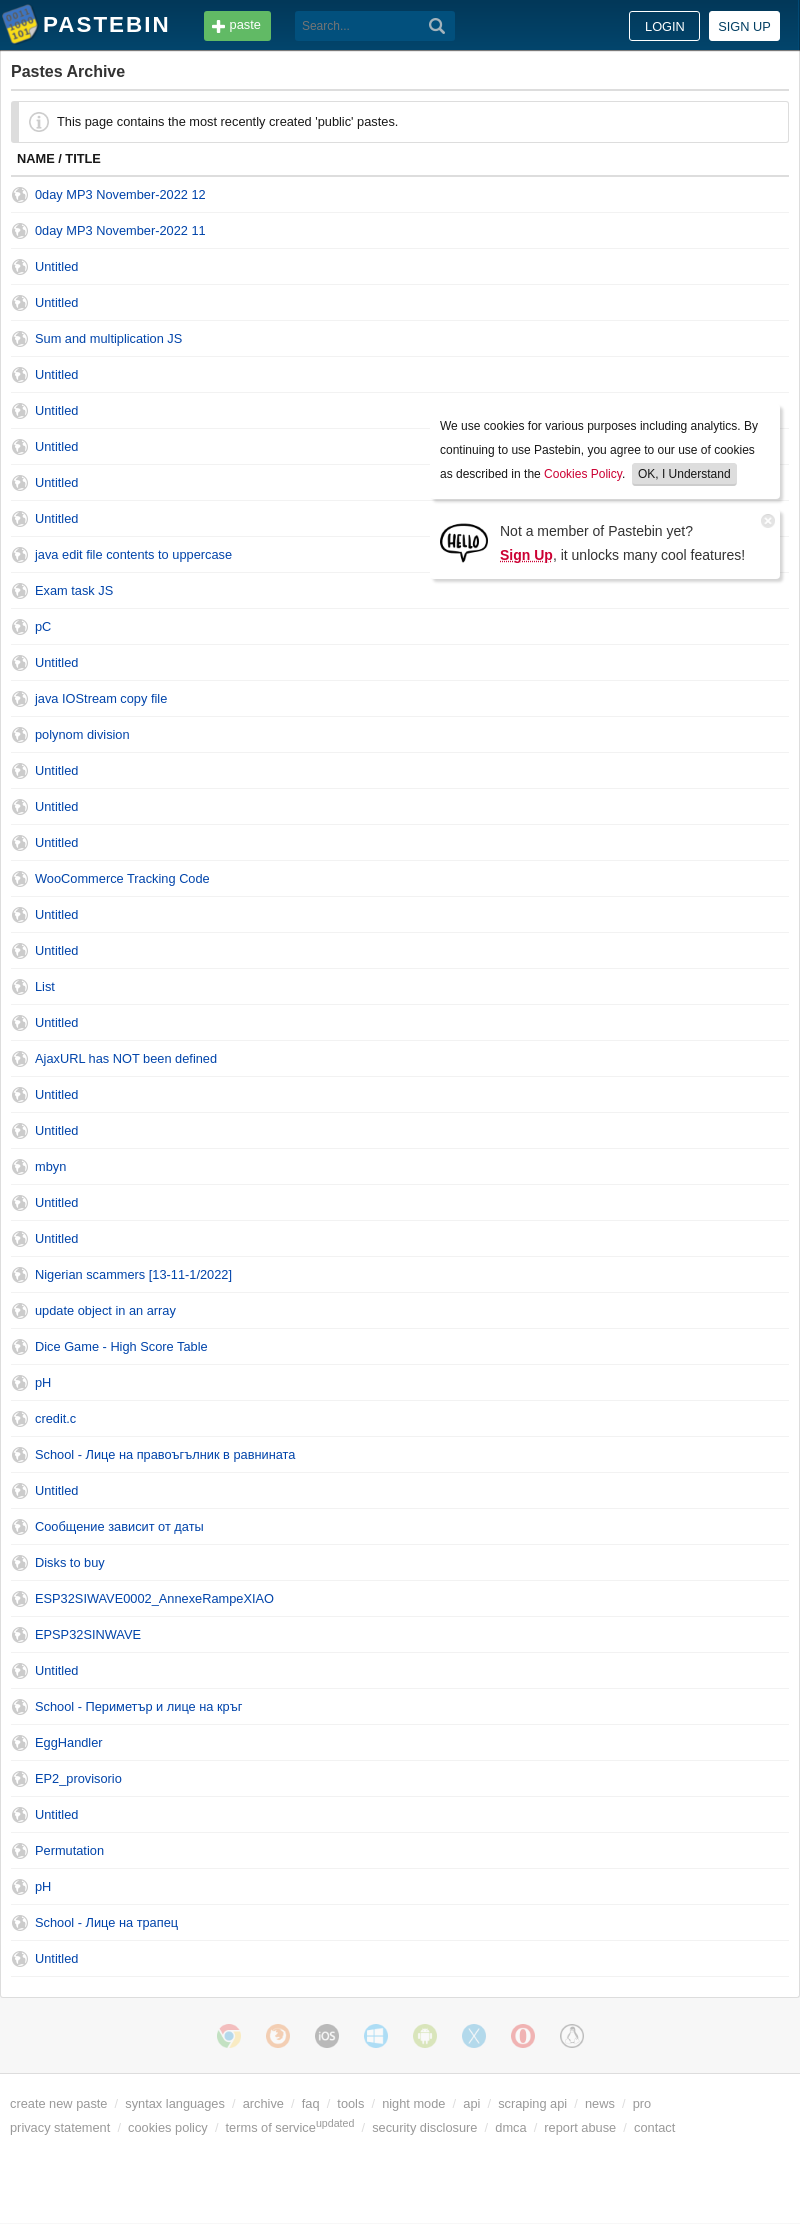 PASTEBIN
paste
Search...
LOGIN
SIGN UP
Pastes Archive
This page contains the most recently created 'public' pastes.
NAME / TITLE
0day MP3 November-2022 12
0day MP3 November-2022 11
Untitled
Untitled
Sum and multiplication JS
Untitled
Untitled
Untitled
Untitled
Untitled
java edit file contents to uppercase
We use cookies for various purposes including analytics. By
continuing to use Pastebin, you agree to our use of cookies
as described in the Cookies Policy. OK, I Understand
HELLO
Not a member of Pastebin yet?
Sign Up, it unlocks many cool features!
Exam task JS
pC
Untitled
java IOStream copy file
polynom division
Untitled
Untitled
Untitled
WooCommerce Tracking Code
Untitled
Untitled
List
Untitled
AjaxURL has NOT been defined
Untitled
Untitled
mbyn
Untitled
Untitled
Nigerian scammers [13-11-1/2022]
update object in an array
Dice Game - High Score Table
pH
credit.c
School - Лице на правоъгълник в равнината
Untitled
Сообщение зависит от даты
Disks to buy
ESP32SIWAVE0002_AnnexeRampeXIAO
EPSP32SINWAVE
Untitled
School - Периметър и лице на кръг
EggHandler
EP2_provisorio
Untitled
Permutation
pH
School - Лице на трапец
Untitled
iOS
create new paste / syntax languages / archive / faq / tools / night mode / api / scraping api / news / pro
privacy statement / cookies policy / terms of serviceupdated / security disclosure / dmca / report abuse / contact